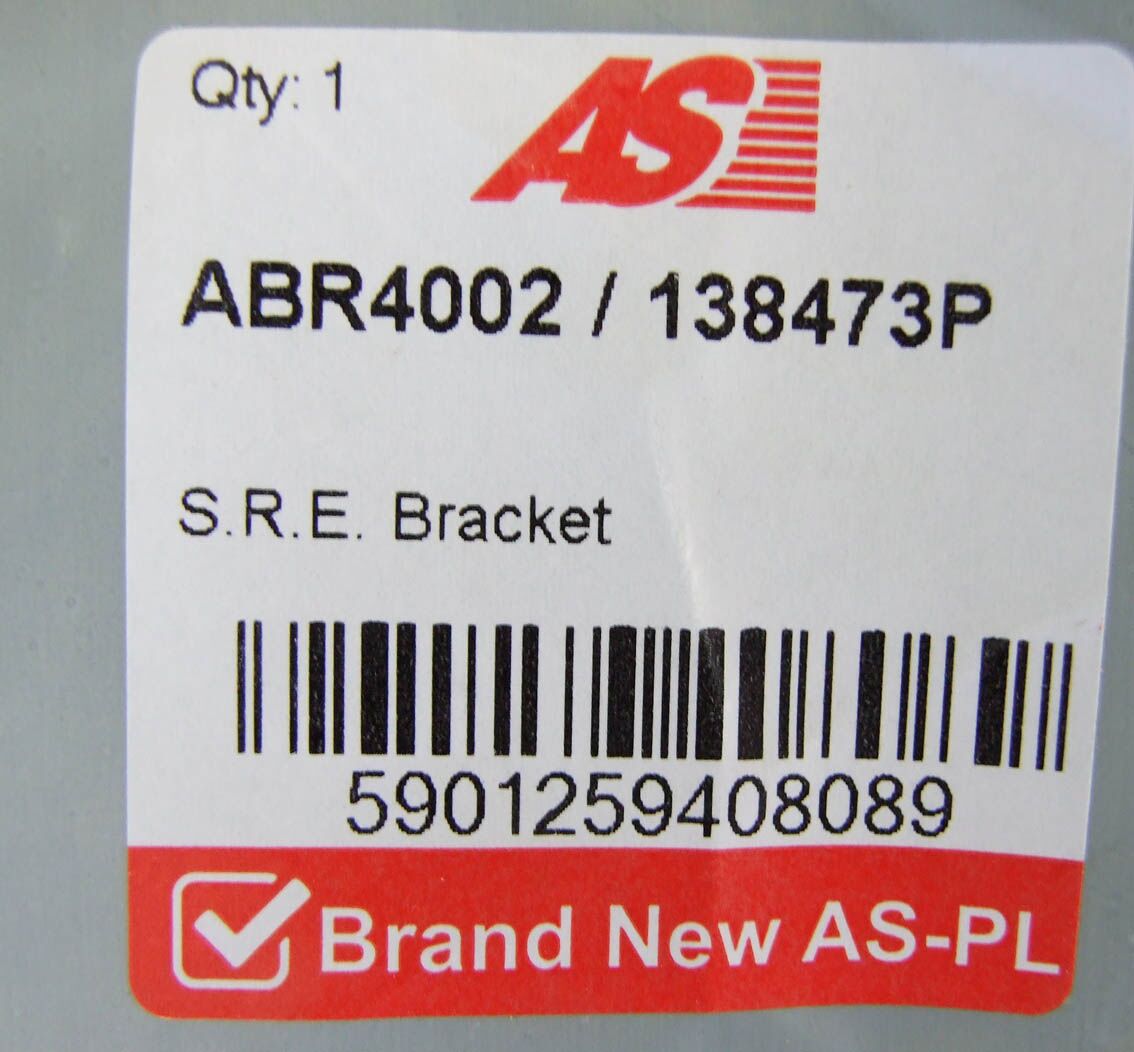 Qty: 1
AS
ABR4002 / 138473P
S.R.E. Bracket
5901259408089
Brand New AS-PL